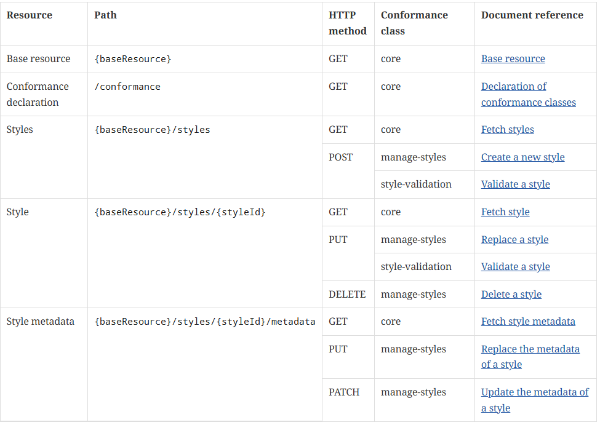 Resource Path HTTP method Conformance class Document reference
Base resource {baseResource} GET core Base resource
Conformance declaration /conformance GET core Declaration of conformance classes
Styles {baseResource}/styles GET core Fetch styles
POST manage-styles Create a new style
style-validation Validate a style
Style {baseResource}/styles/{styleId} GET core Fetch style
PUT manage-styles Replace a style
style-validation Validate a style
DELETE manage-styles Delete a style
Style metadata {baseResource}/styles/{styleId}/metadata GET core Fetch style metadata
PUT manage-styles Replace the metadata of a style
PATCH manage-styles Update the metadata of a style